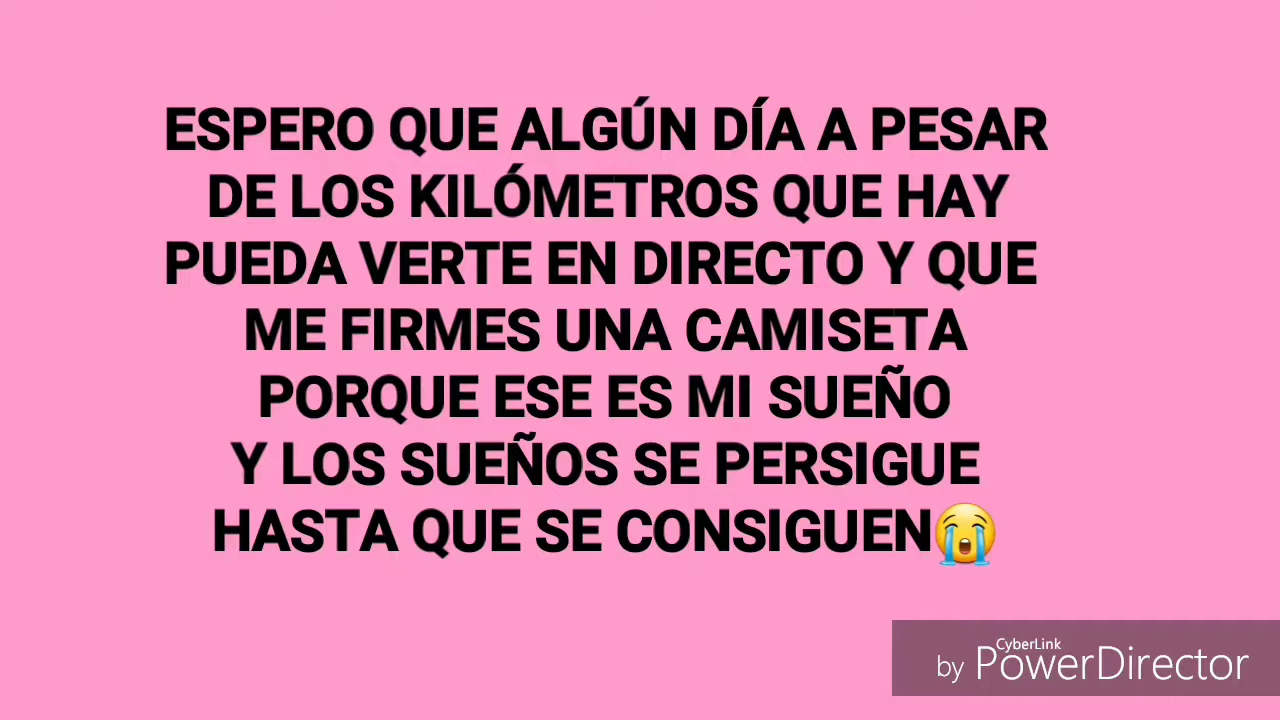 ESPERO QUE ALGÚN DÍA A PESAR
DE LOS KILÓMETROS QUE HAY
PUEDA VERTE EN DIRECTO Y QUE
ME FIRMES UNA CAMISETA
PORQUE ESE ES MI SUEÑO
Y LOS SUEÑOS SE PERSIGUE
HASTA QUE SE CONSIGUEN😭
CyberLink
by PowerDirector